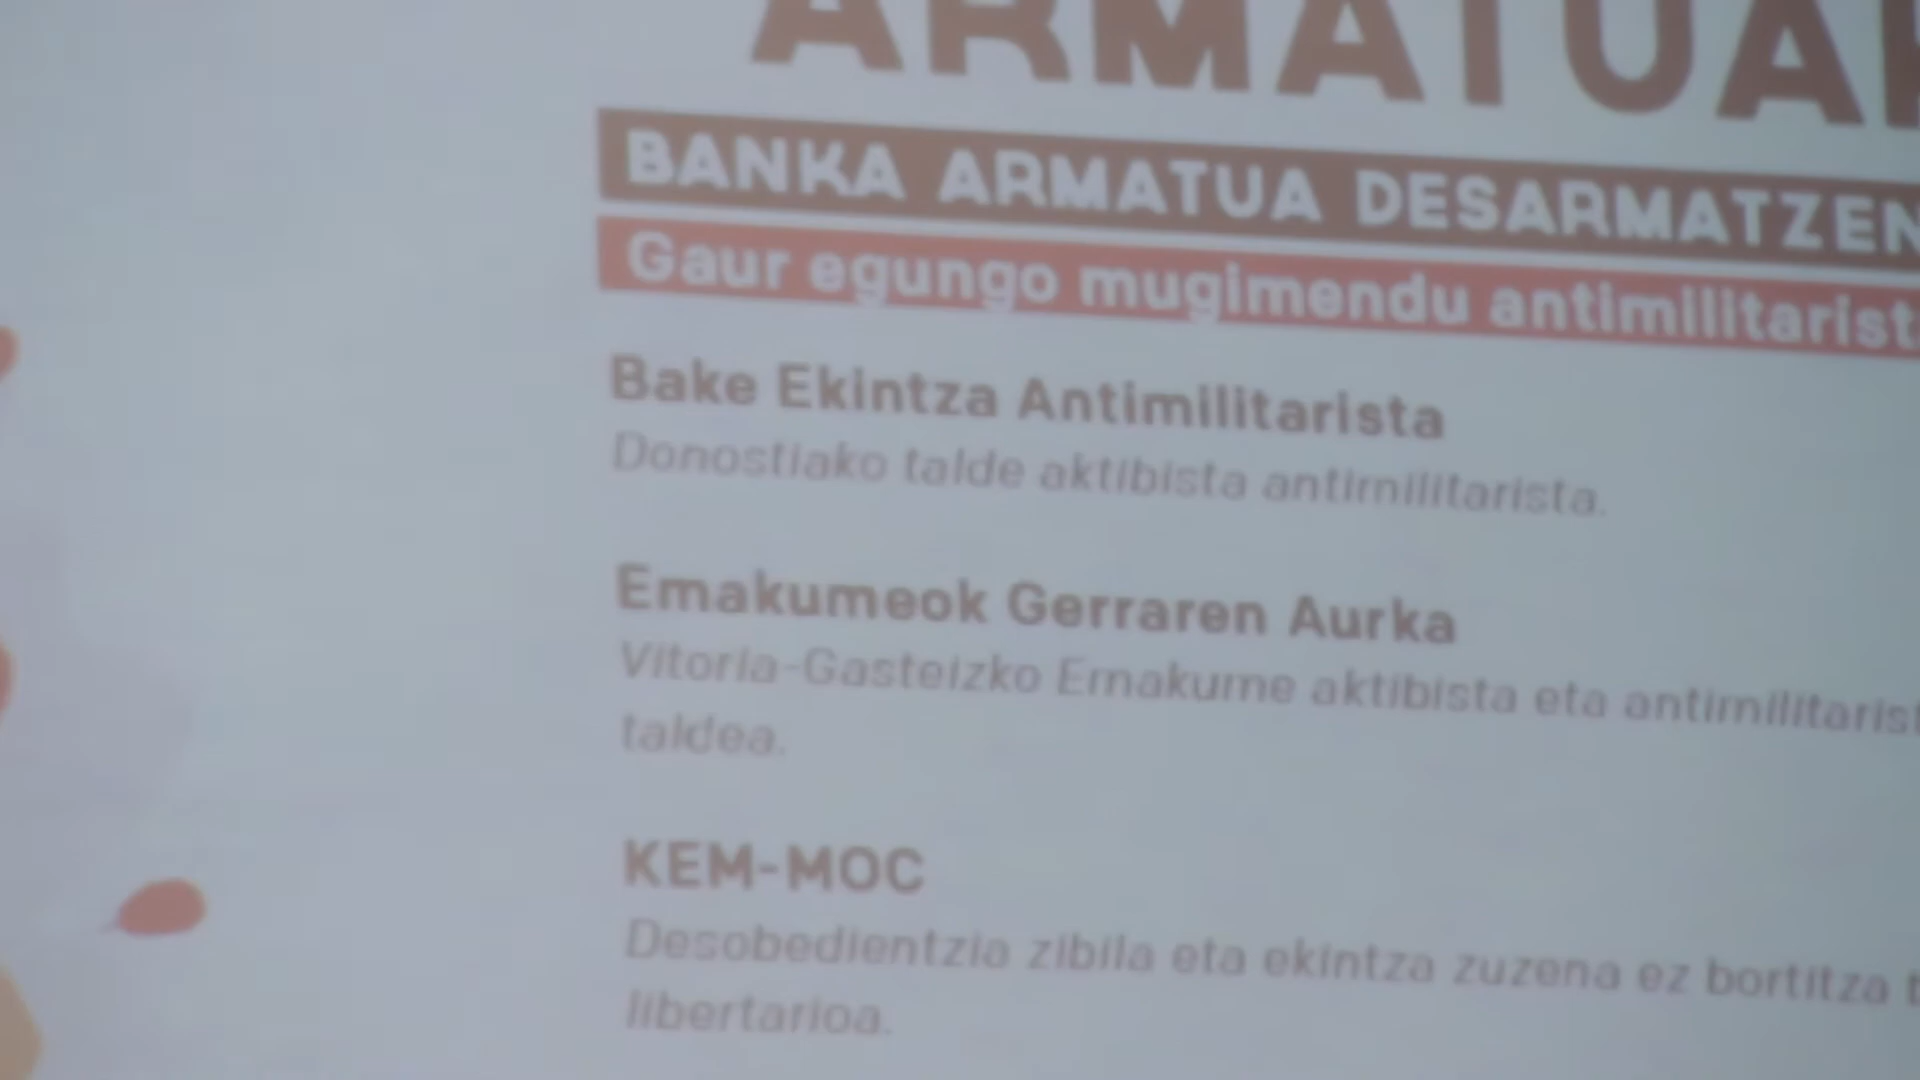 BANKA ARMATUA
Gaur egungo mugimendu
Bake Ekintza Antimilitarista
Donostiako talde aktibista antimilitarista.
Emakumeok Gerraren Aurka
Vitoria-Gasteizko Emakume aktibista eta
taldea.
KEM-MOC
Desobedientzia zibila eta ekintza zuzena ez bortitza
libertarioa.